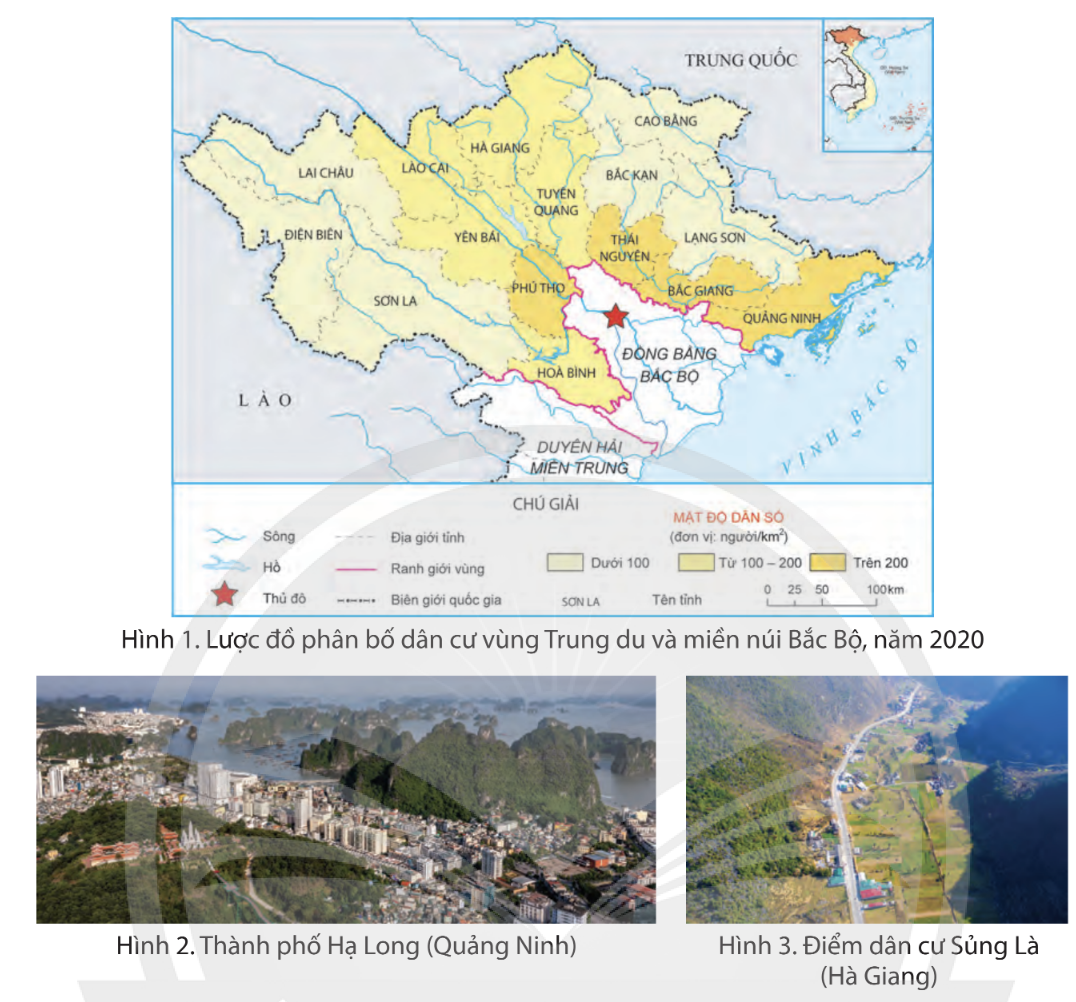 TRUNG QUỐC
CAO BẰNG
HÀ GIANG
LAI CHÂU
LÀO CAI
BẮC KẠN
TUYÊN
QUANG
ĐIỆN BIÊN
YÊN BÁI
THÁI
NGUYÊN
LẠNG SƠN
PHÚ THỌ
BẮC GIANG
SƠN LA
QUẢNG NINH
ĐỒNG BẰNG
BẮC BỘ
HOÀ BÌNH
LÀO
VỊNH BẮC BỘ
DUYÊN HẢI
MIỀN TRUNG
CHÚ GIẢI
Sông
Hồ
Thủ đô
Địa giới tỉnh
Ranh giới vùng
Biên giới quốc gia
MẬT ĐỘ DÂN SỐ
(đơn vị: người/km²)
Dưới 100
Từ 100 – 200
Trên 200
SƠN LA
Tên tỉnh
0 25 50 100km
Hình 1. Lược đồ phân bố dân cư vùng Trung du và miền núi Bắc Bộ, năm 2020
Hình 2. Thành phố Hạ Long (Quảng Ninh)
Hình 3. Điểm dân cư Sủng Là
(Hà Giang)